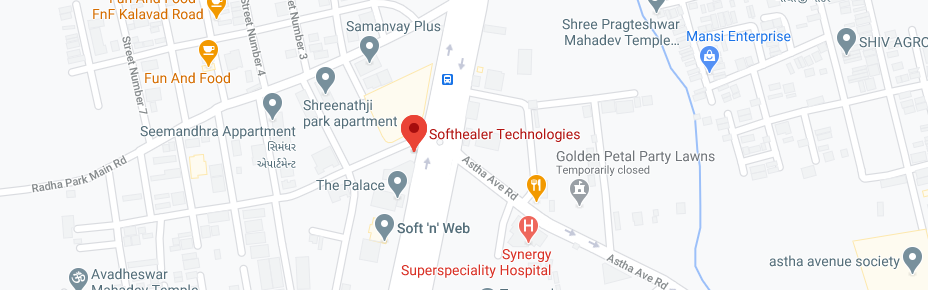 Fun And Food
FnF Kalavad Road
Samanvay Plus
Shree Pragteshwar
Mahadev Temple...
Mansi Enterprise
SHIV AGRO
Street Number 7
Street Number 4
Street Number 3
Fun And Food
Shreenathji
park apartment
Seemandhra Appartment
સિમંધર
એપાર્ટમેન્ટ
Softhealer Technologies
Radha Park Main Rd
Astha Ave Rd
Golden Petal Party Lawns
Temporarily closed
The Palace
Soft 'n' Web
H
Synergy
Superspeciality Hospital
Astha Ave Rd
astha avenue society
Avadheswar
Mahadev Temple